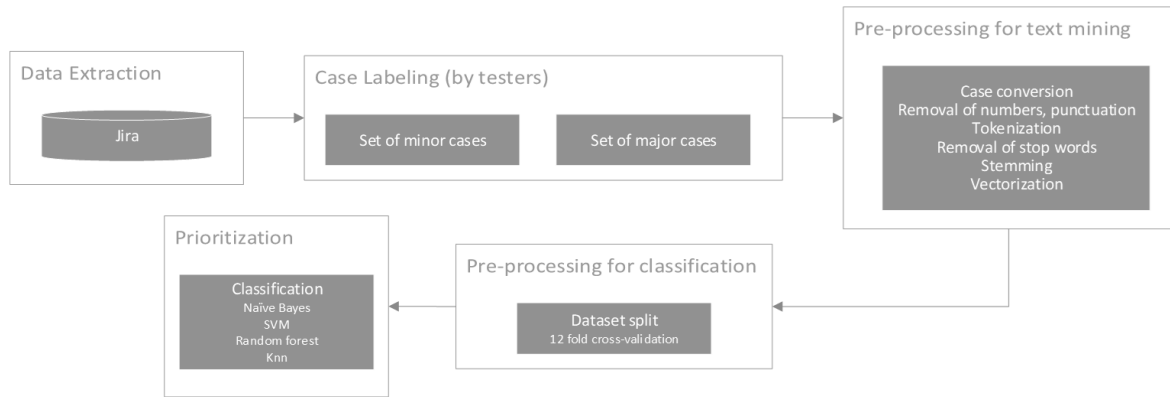 Data Extraction
Jira
Case Labeling (by testers)
Set of minor cases
Set of major cases
Pre-processing for text mining
Case conversion
Removal of numbers, punctuation
Tokenization
Removal of stop words
Stemming
Vectorization
Prioritization
Classification
Naïve Bayes
SVM
Random forest
Knn
Pre-processing for classification
Dataset split
12 fold cross-validation